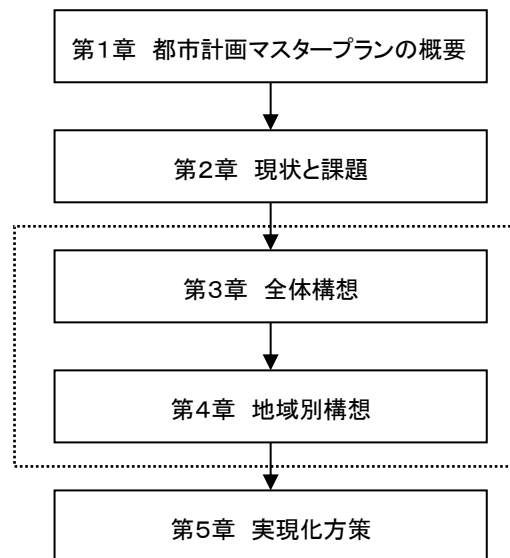 第1章 都市計画マスタープランの概要
第2章 現状と課題
第3章 全体構想
第4章 地域別構想
第5章 実現化方策